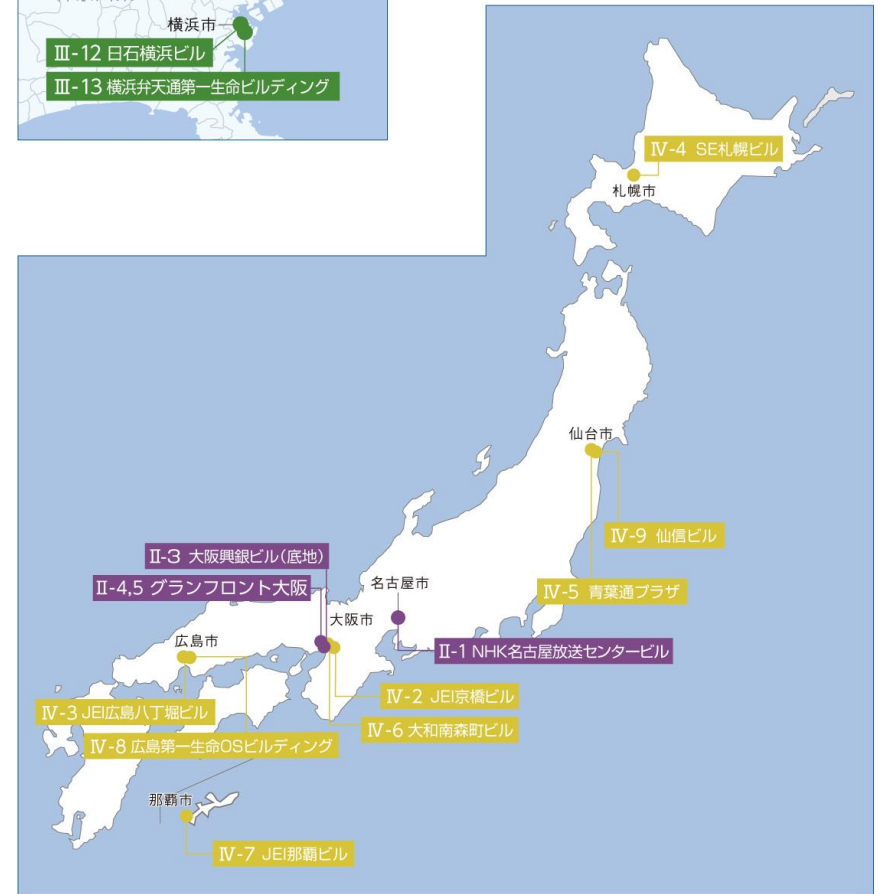 横浜市
Ⅲ-12 日石横浜ビル
Ⅲ-13 横浜弁天通第一生命ビルディング
Ⅳ-4 SE札幌ビル
札幌市
仙台市
Ⅳ-9 仙信ビル
Ⅳ-5 青葉通プラザ
Ⅱ-3 大阪興銀ビル(底地)
Ⅱ-4,5 グランフロント大阪
名古屋市
大阪市
広島市
Ⅱ-1 NHK名古屋放送センタービル
Ⅳ-2 JEI京橋ビル
Ⅳ-3 JEI広島八丁堀ビル
Ⅳ-6 大和南森町ビル
Ⅳ-8 広島第一生命OSビルディング
那覇市
Ⅳ-7 JEI那覇ビル